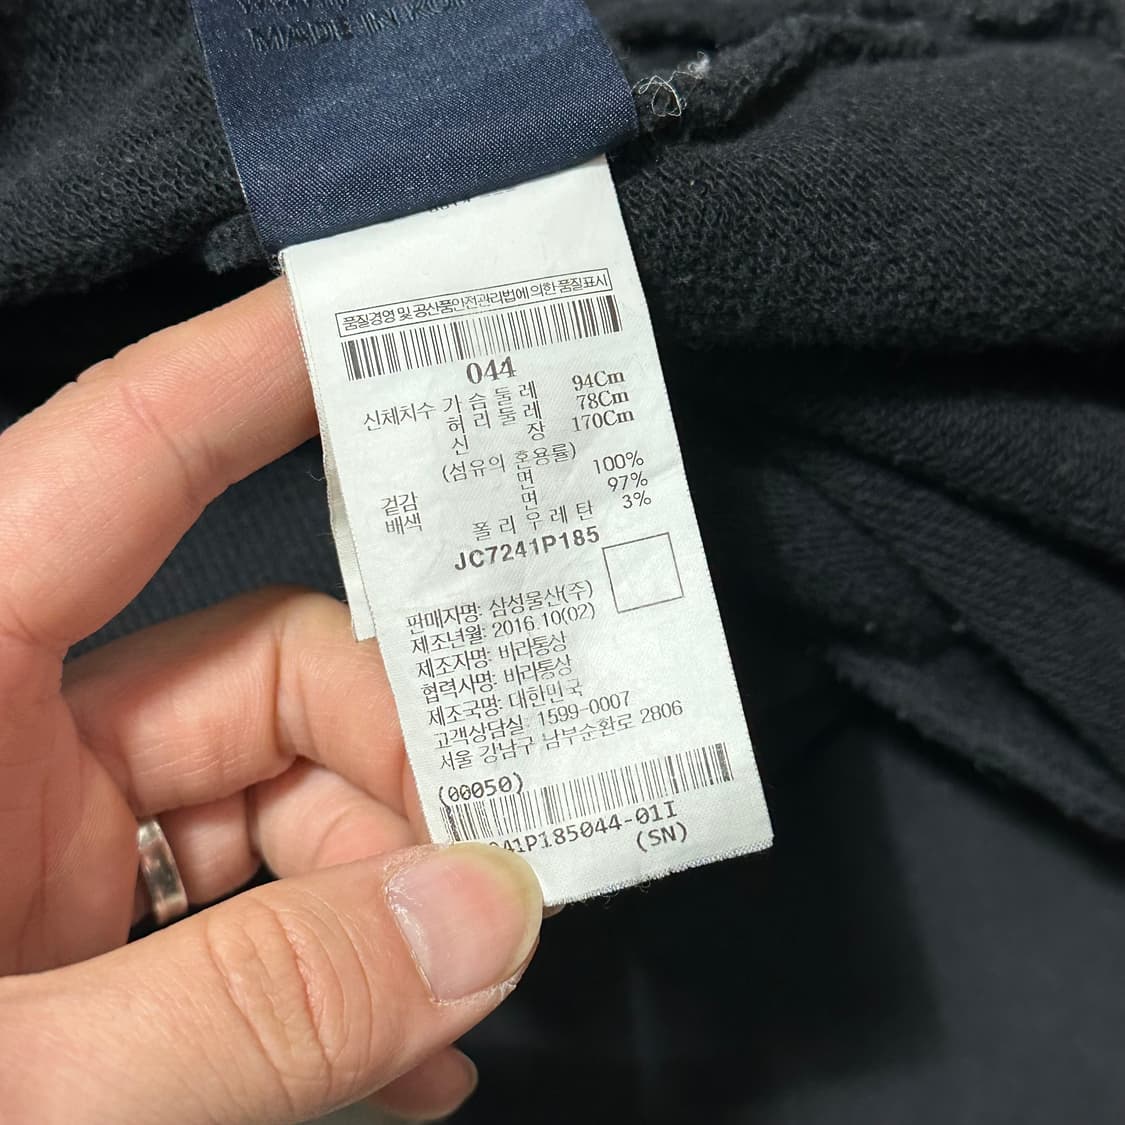 MADE IN KOR
품질경영 및 공산품안전관리법에 의한 품질표시
044
신체치수 가슴둘레 94Cm
허리둘레 78Cm
신 장 170Cm
(섬유의 혼용률)
겉감 면 100%
배색 면 97%
폴리우레탄 3%
JC7241P185
판매자명: 삼성물산(주)
제조년월: 2016.10(02)
제조자명: 비라통상
협력사명: 비라통상
제조국명: 대한민국
고객상담실: 1599-0007
서울 강남구 남부순환로 2806
(00050)
241P185044-01I
(SN)